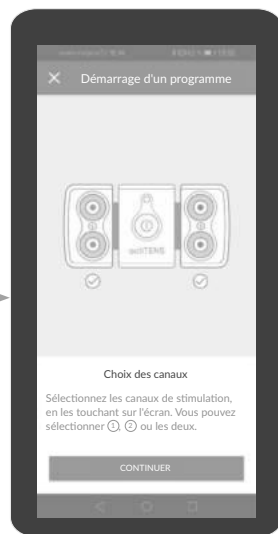 Démarrage d'un programme
actiTENS
Choix des canaux
Sélectionnez les canaux de stimulation,
en les touchant sur l'écran. Vous pouvez
sélectionner ①, ② ou les deux.
CONTINUER